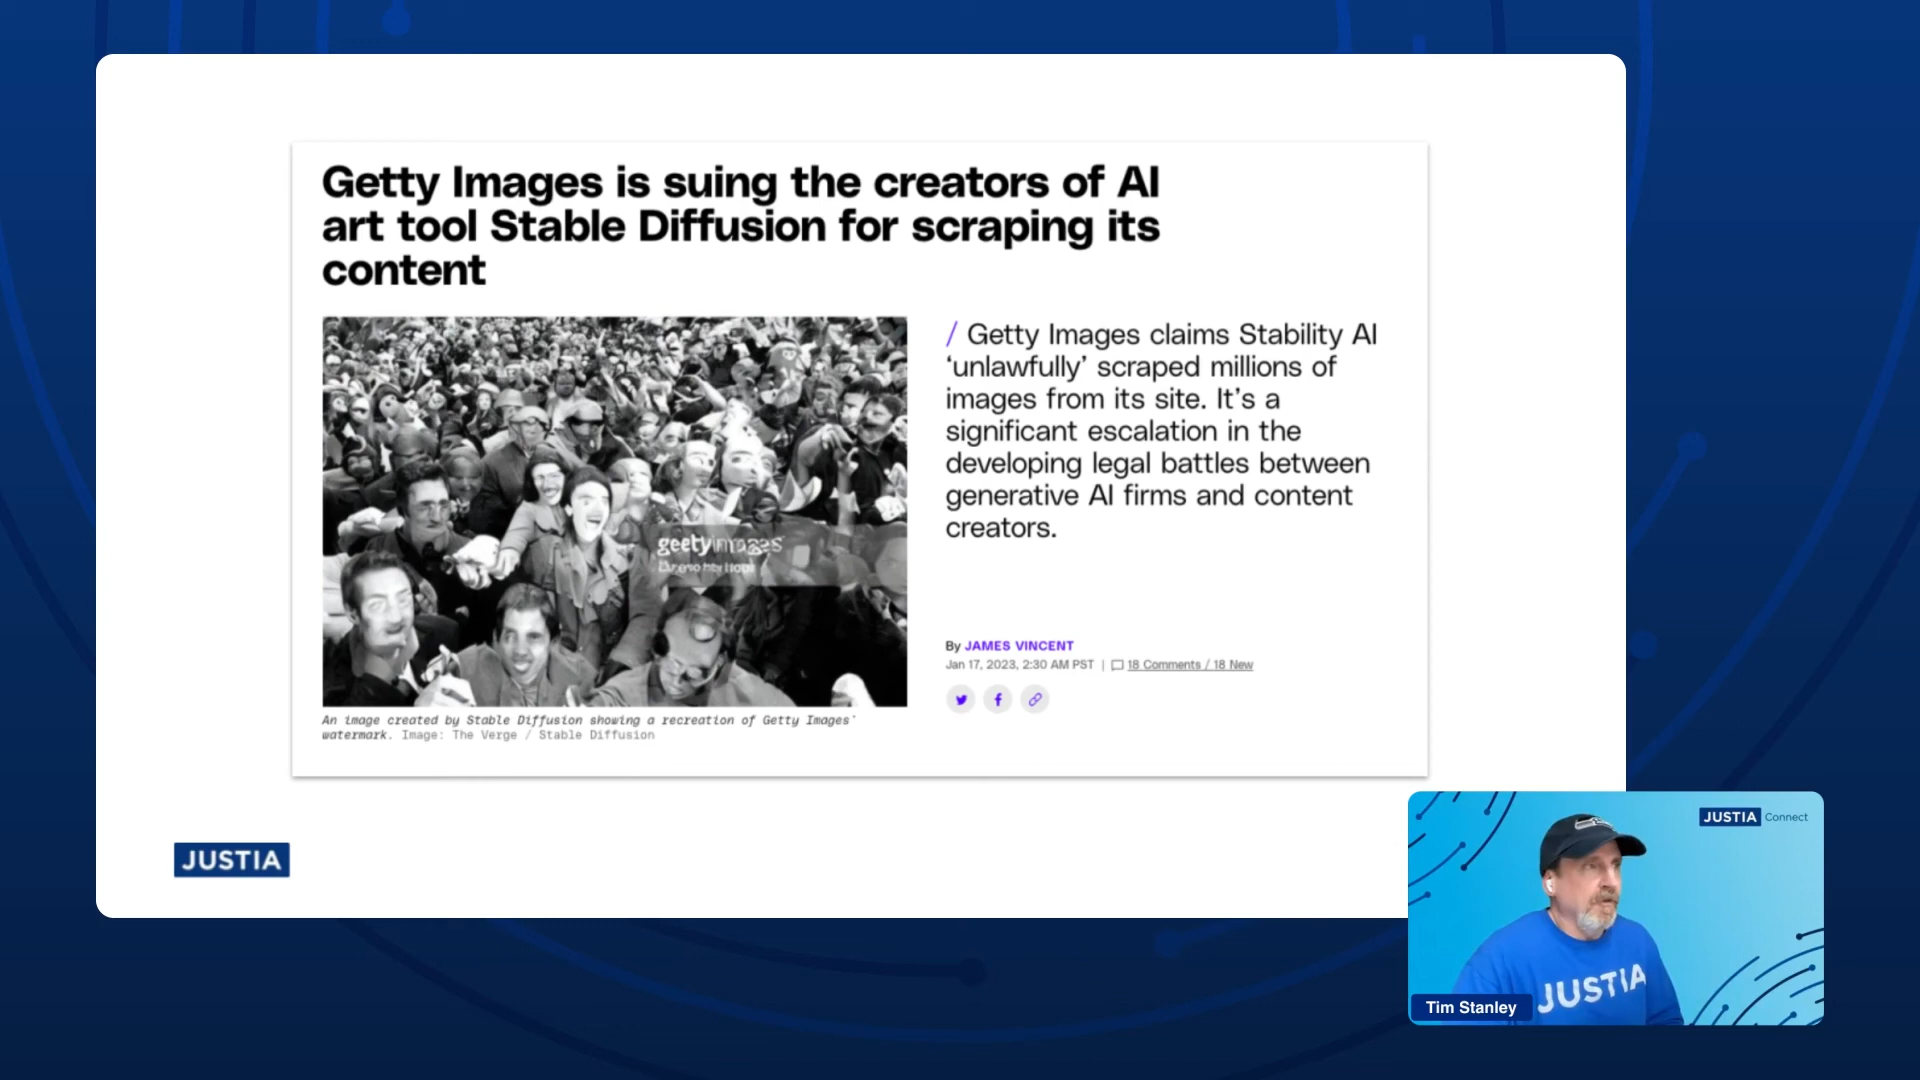 Getty Images is suing the creators of AI
art tool Stable Diffusion for scraping its
content
/ Getty Images claims Stability AI
‘unlawfully’ scraped millions of
images from its site. It’s a
significant escalation in the
developing legal battles between
generative AI firms and content
creators.
geetyimages
By JAMES VINCENT
Jan 17, 2023, 2:30 AM PST | 18 Comments / 18 New
An image created by Stable Diffusion showing a recreation of Getty Images’
watermark. Image: The Verge / Stable Diffusion
JUSTIA
JUSTIA Connect
JUSTIA
Tim Stanley